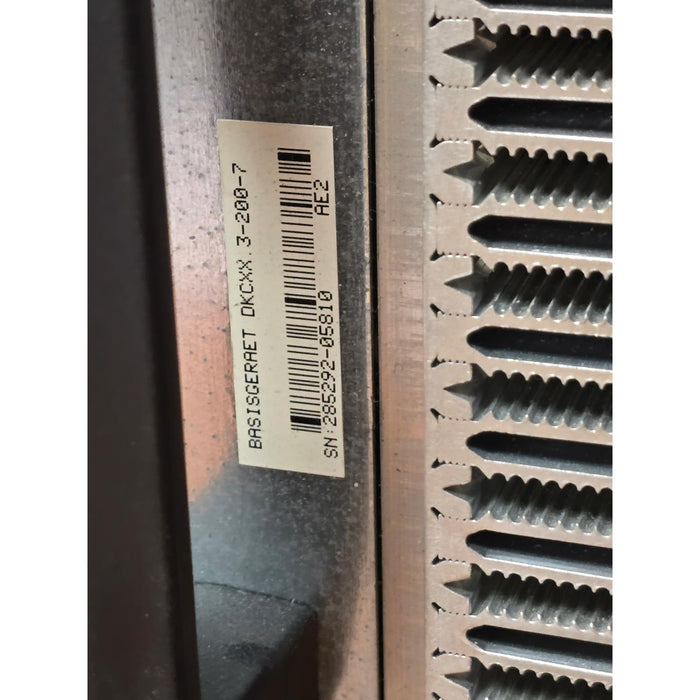 BASISGERAET DKCXX.3-200-7
SN:285292-05810
AE2